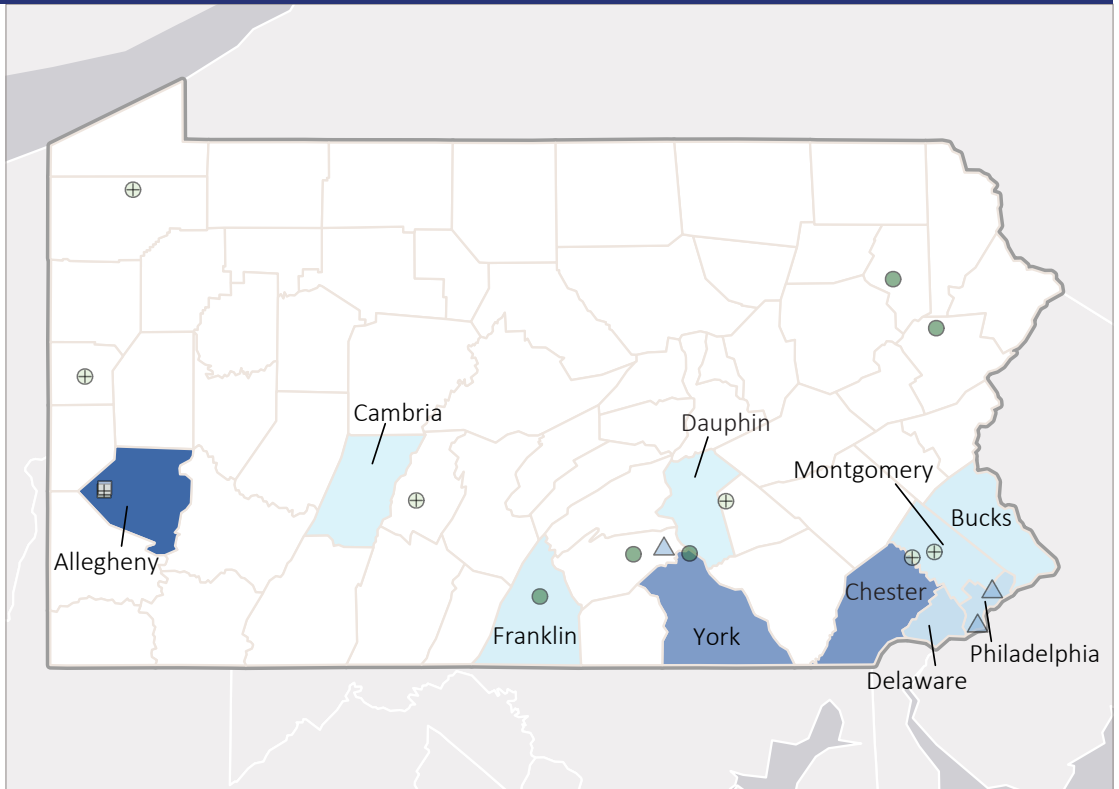 Cambria
Dauphin
Montgomery
Bucks
Allegheny
Chester
Franklin
York
Philadelphia
Delaware